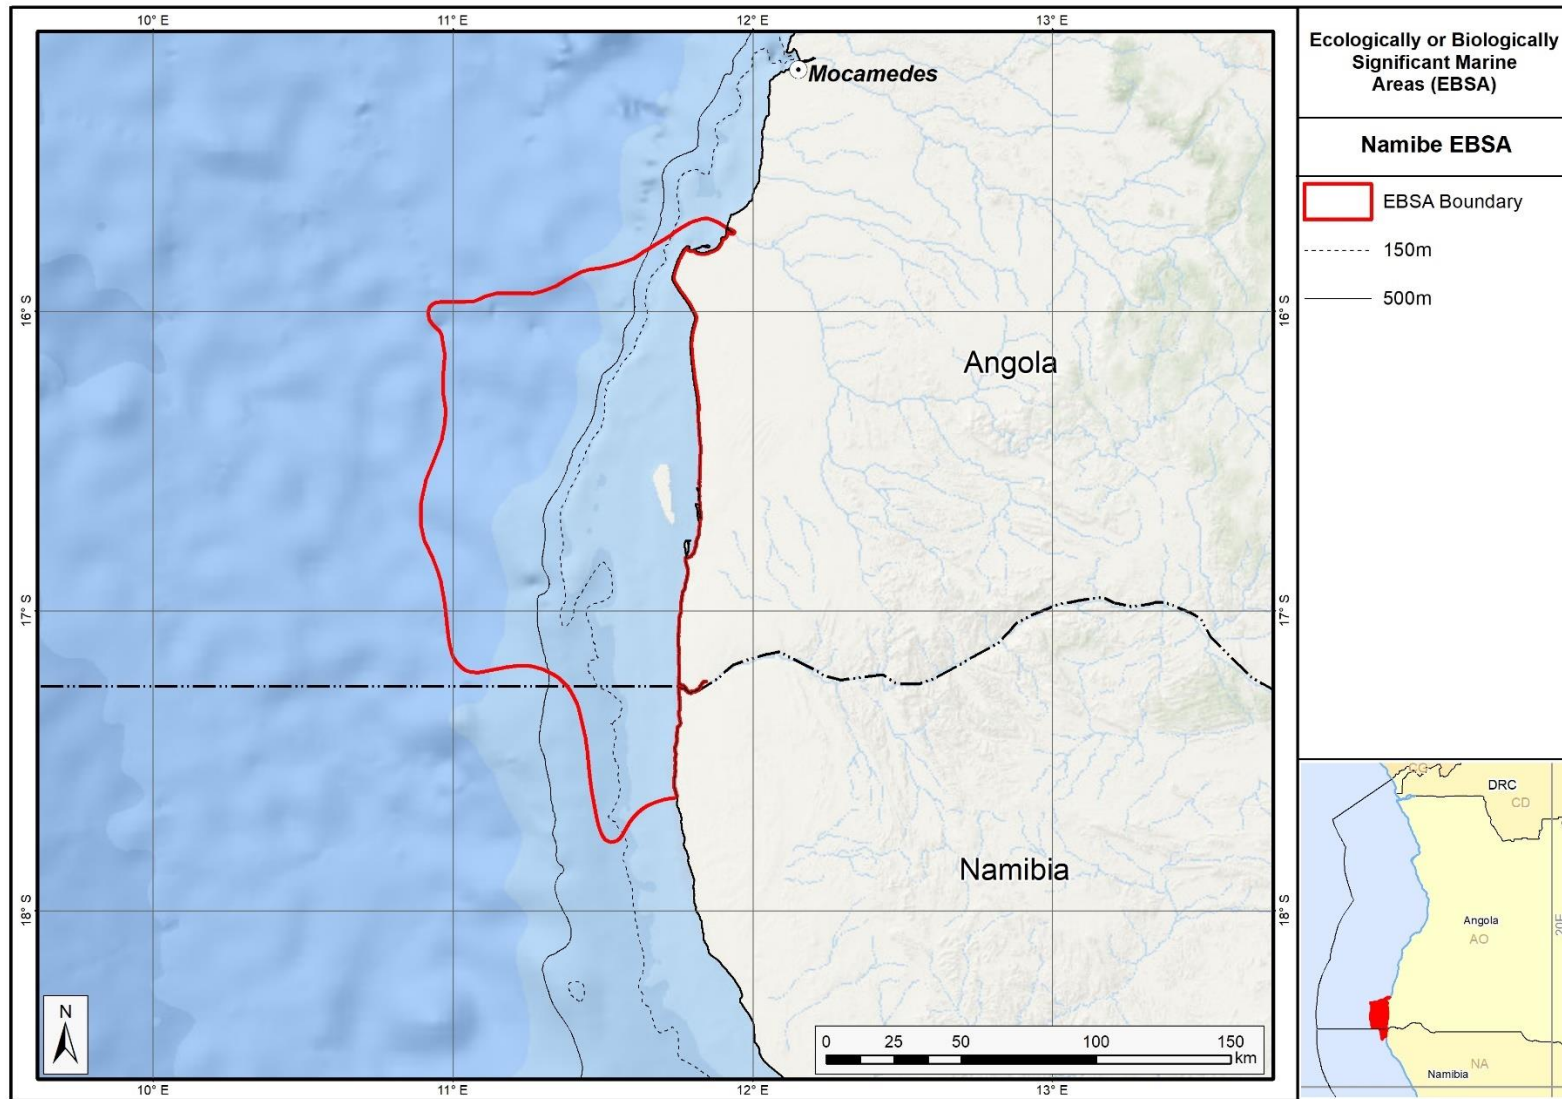 10° E
11° E
12° E
13° E
Mocamedes
16° S
16° S
Angola
17° S
17° S
Namibia
18° S
18° S
N
0 25 50 100 150
km
10° E
11° E
12° E
13° E
Ecologically or Biologically
Significant Marine
Areas (EBSA)
Namibe EBSA
EBSA Boundary
150m
500m
CG
DRC
CD
Angola
AO
20E
NA
Namibia